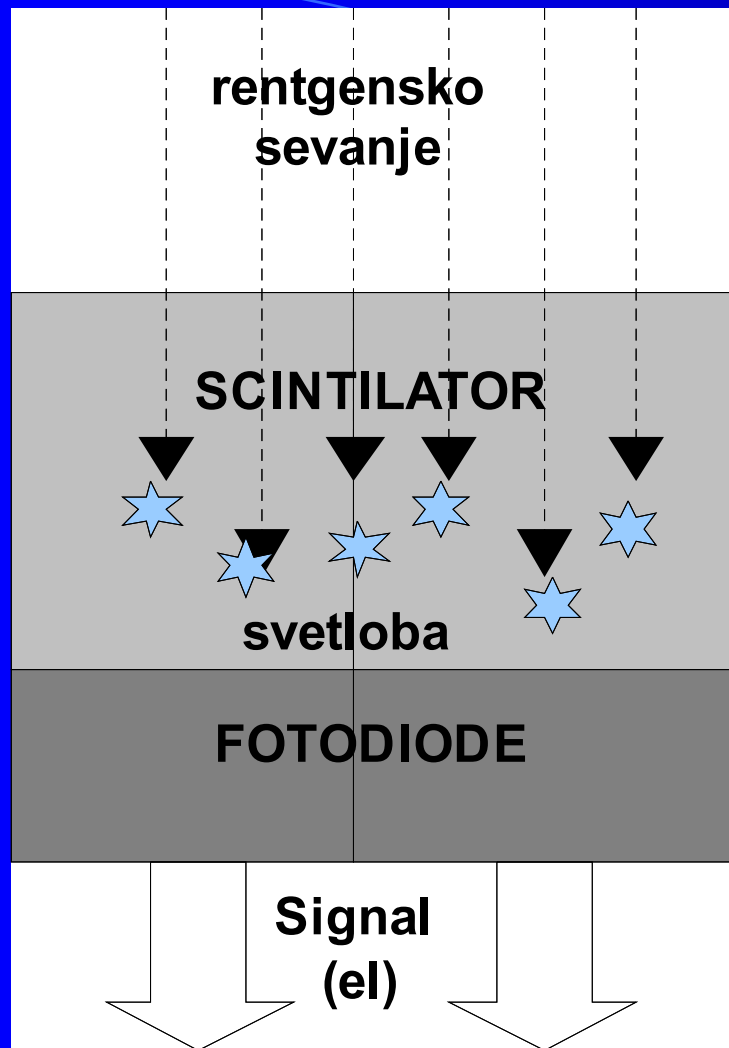 rentgensko
sevanje
SCINTILATOR
svetloba
FOTODIODE
Signal
(el)